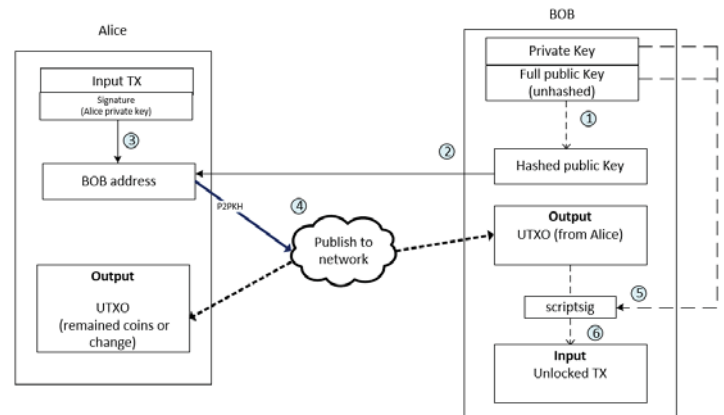 Alice
BOB
Input TX
Signature
(Alice private key)
3
BOB address
P2PKH
4
Publish to
network
Output
UTXO
(remained coins or
change)
Private Key
Full public Key
(unhashed)
1
2
Hashed public Key
Output
UTXO (from Alice)
5
scriptsig
6
Input
Unlocked TX